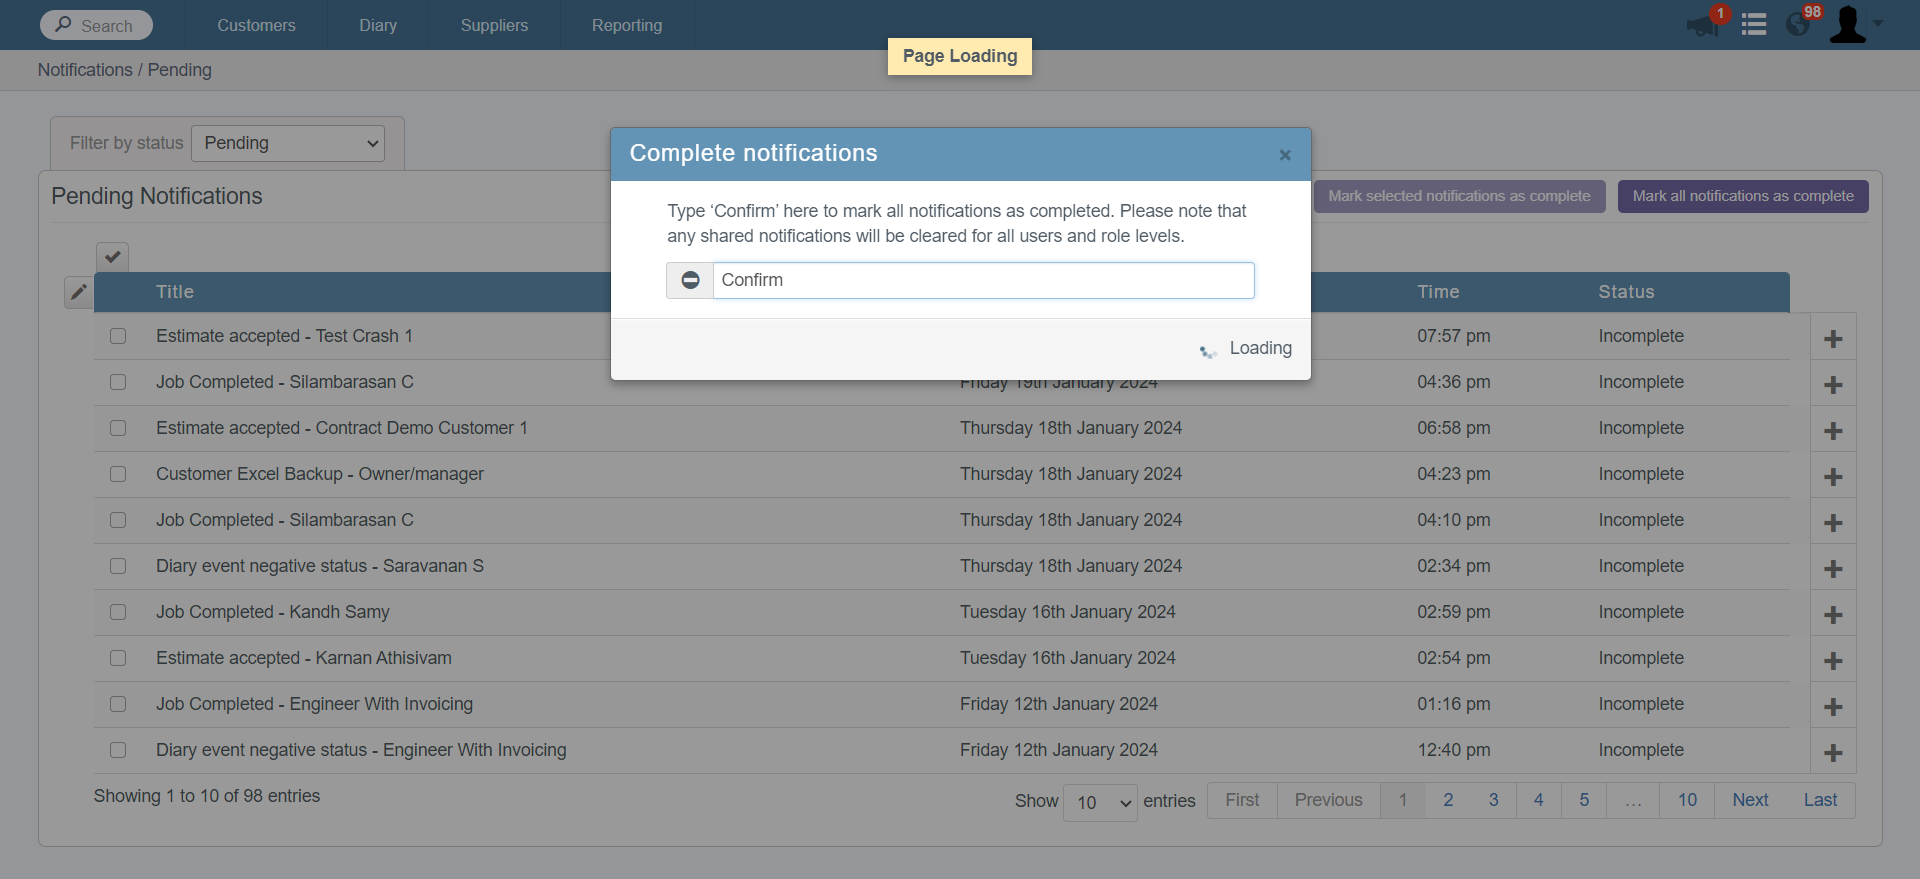 Search
Customers
Diary
Suppliers
Reporting
1
98
Page Loading
Notifications / Pending
Filter by status
Pending
Complete notifications
×
Pending Notifications
Mark selected notifications as complete
Mark all notifications as complete
Type ‘Confirm’ here to mark all notifications as completed. Please note that
any shared notifications will be cleared for all users and role levels.
Confirm
Loading
Title Time Status
Estimate accepted - Test Crash 1 07:57 pm Incomplete
Job Completed - Silambarasan C Friday 19th January 2024 04:36 pm Incomplete
Estimate accepted - Contract Demo Customer 1 Thursday 18th January 2024 06:58 pm Incomplete
Customer Excel Backup - Owner/manager Thursday 18th January 2024 04:23 pm Incomplete
Job Completed - Silambarasan C Thursday 18th January 2024 04:10 pm Incomplete
Diary event negative status - Saravanan S Thursday 18th January 2024 02:34 pm Incomplete
Job Completed - Kandh Samy Tuesday 16th January 2024 02:59 pm Incomplete
Estimate accepted - Karnan Athisivam Tuesday 16th January 2024 02:54 pm Incomplete
Job Completed - Engineer With Invoicing Friday 12th January 2024 01:16 pm Incomplete
Diary event negative status - Engineer With Invoicing Friday 12th January 2024 12:40 pm Incomplete
Showing 1 to 10 of 98 entries
Show 10 entries
First Previous 1 2 3 4 5 … 10 Next Last